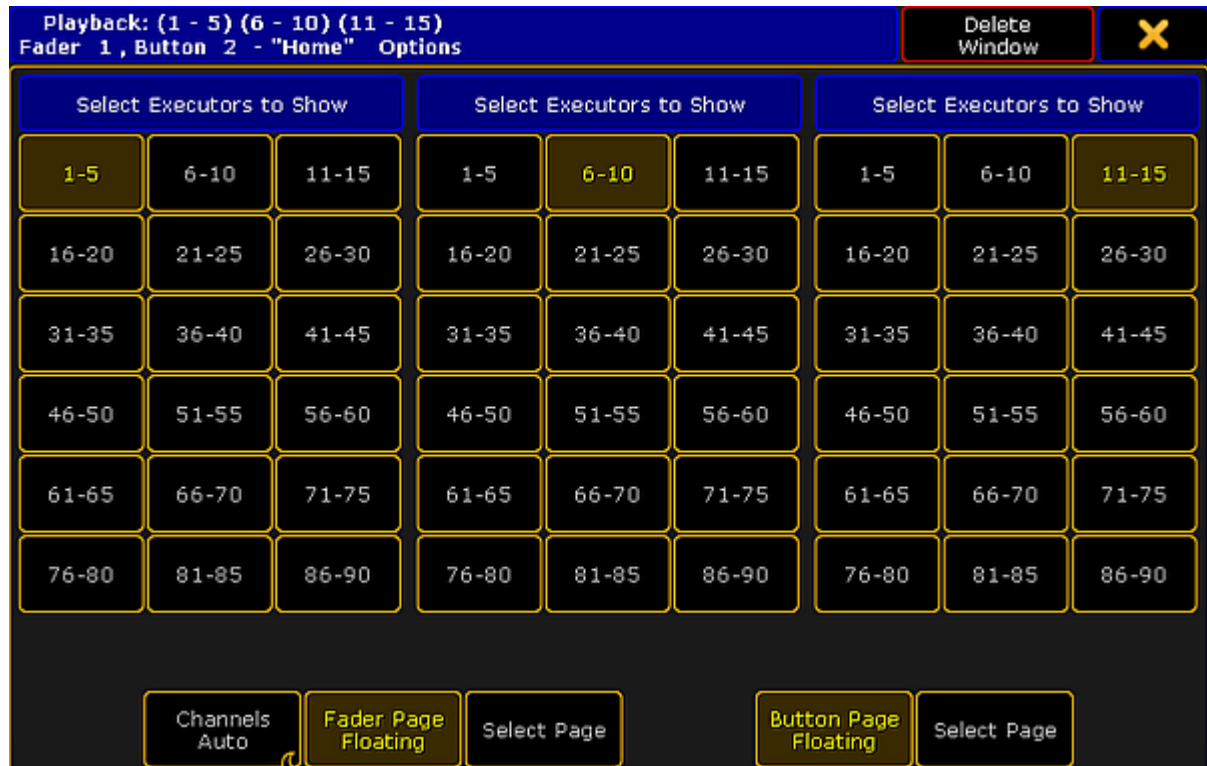 Playback: (1 - 5) (6 - 10) (11 - 15)
Fader 1 , Button 2 - "Home" Options
Delete
Window
Select Executors to Show Select Executors to Show Select Executors to Show
1-5 6-10 11-15 1-5 6-10 11-15 1-5 6-10 11-15
16-20 21-25 26-30 16-20 21-25 26-30 16-20 21-25 26-30
31-35 36-40 41-45 31-35 36-40 41-45 31-35 36-40 41-45
46-50 51-55 56-60 46-50 51-55 56-60 46-50 51-55 56-60
61-65 66-70 71-75 61-65 66-70 71-75 61-65 66-70 71-75
76-80 81-85 86-90 76-80 81-85 86-90 76-80 81-85 86-90
Channels
Auto
Fader Page
Floating
Select Page
Button Page
Floating
Select Page